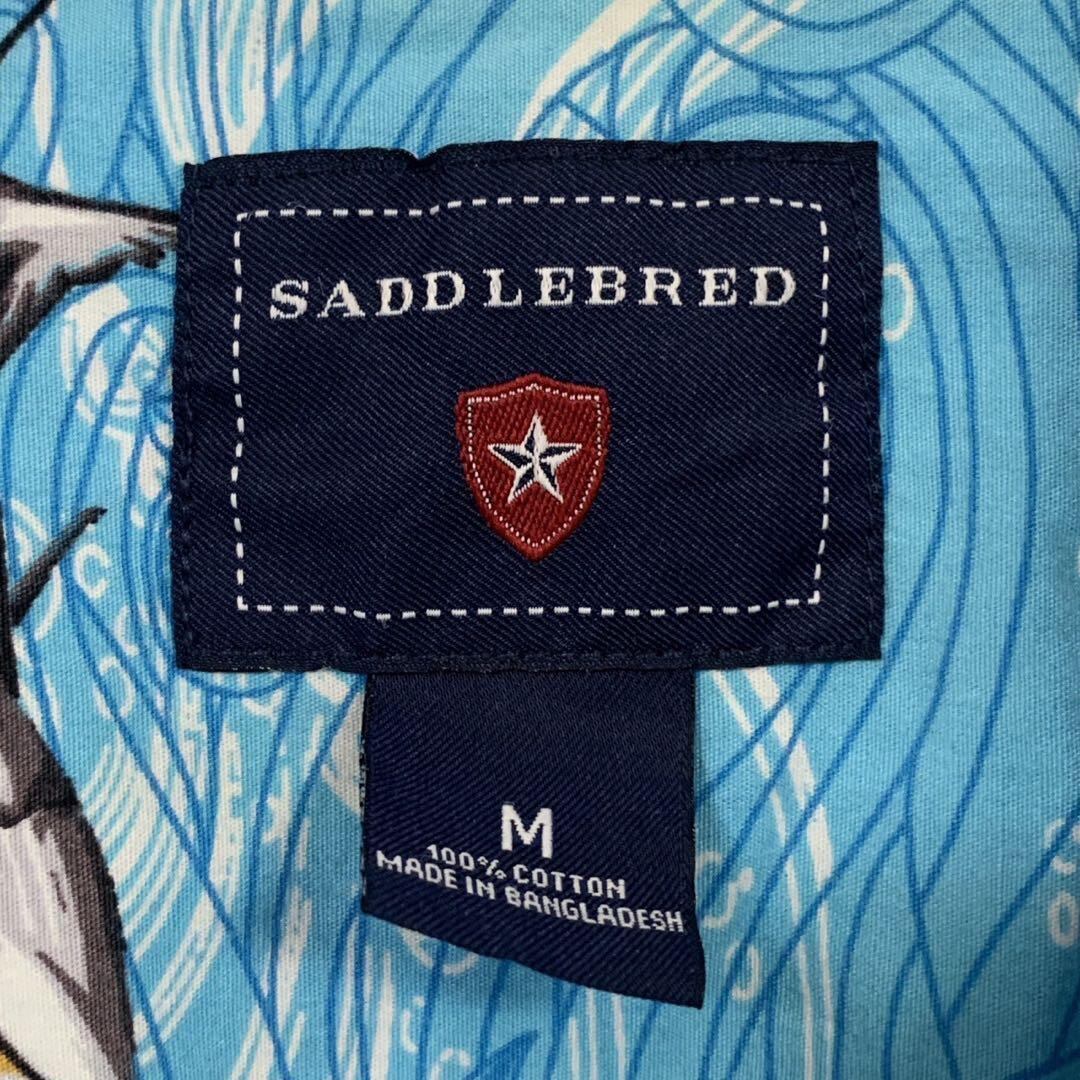 SADDLEBRED
M
100% COTTON
MADE IN BANGLADESH